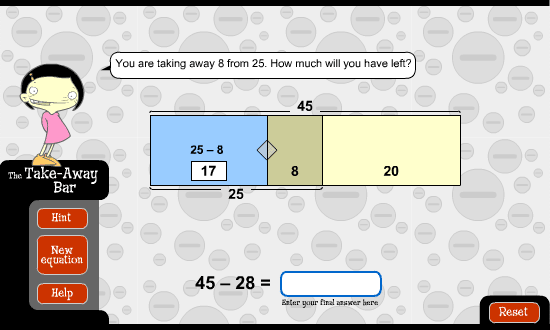 You are taking away 8 from 25. How much will you have left?
45
25 – 8
17
8
20
25
The Take-Away
Bar
Hint
New
equation
Help
45 – 28 =
Enter your final answer here
Reset